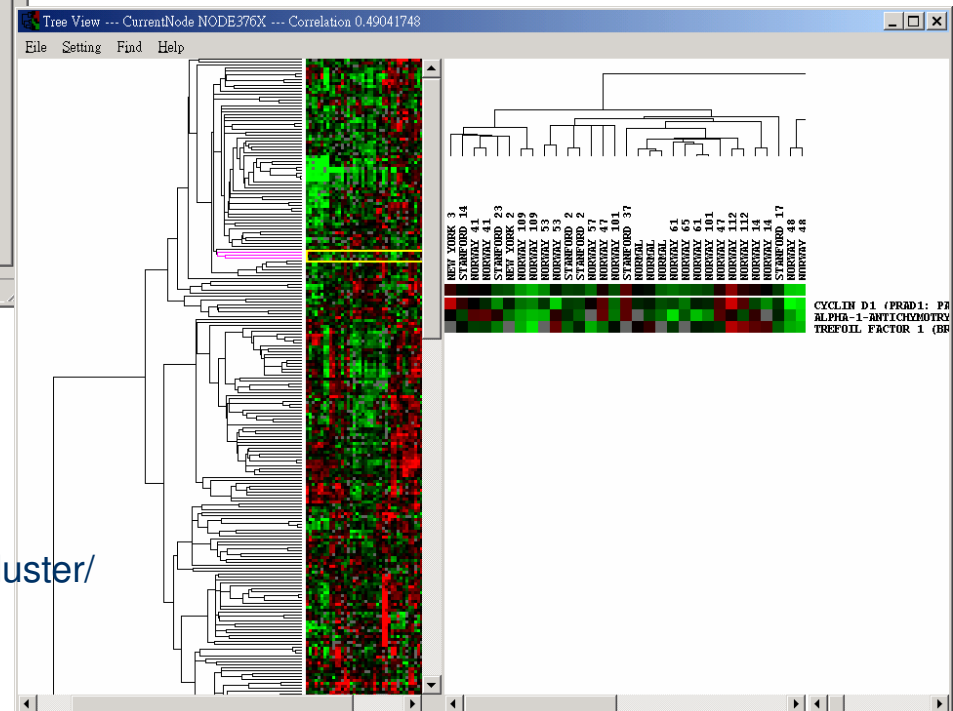 Tree View --- CurrentNode NODE376X --- Correlation 0.49041748
File Setting Find Help
NEW YORK 3
STANFORD 14
NORWAY 41
NORWAY 41
STANFORD 23
NEW YORK 2
NORWAY 109
NORWAY 109
NORWAY 53
NORWAY 53
STANFORD 2
STANFORD 2
NORWAY 57
NORWAY 47
NORWAY 101
STANFORD 37
NORMAL
NORMAL
NORMAL
NORWAY 61
NORWAY 65
NORWAY 61
NORWAY 101
NORWAY 47
NORWAY 112
NORWAY 112
NORWAY 14
NORWAY 14
STANFORD 17
NORWAY 48
NORWAY 48
CYCLIN D1 (PRAD1: PA
ALPHA-1-ANTICHYMOTRY
TREFOIL FACTOR 1 (BR
luster/